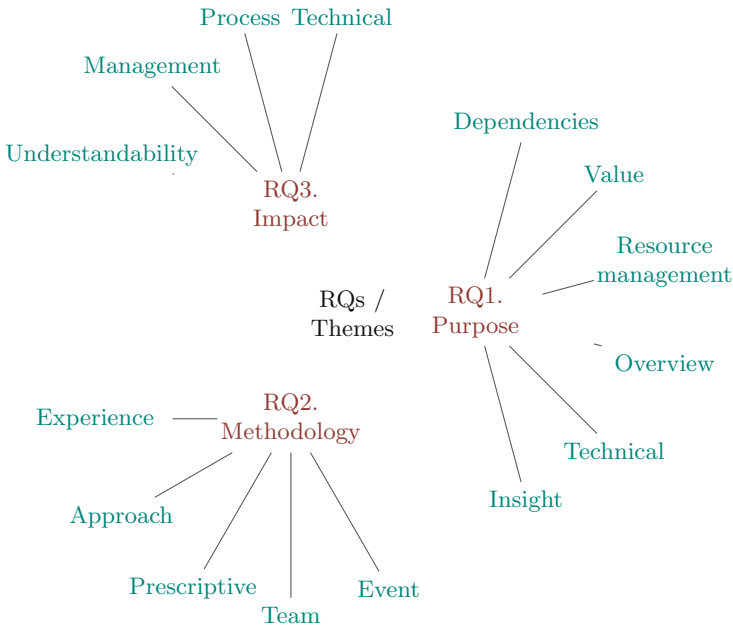 Process
Technical
Management
Understandability
RQ3.
Impact
Dependencies
Value
Resource
management
RQ1.
Purpose
Overview
Technical
Insight
RQs /
Themes
RQ2.
Methodology
Experience
Approach
Prescriptive
Team
Event